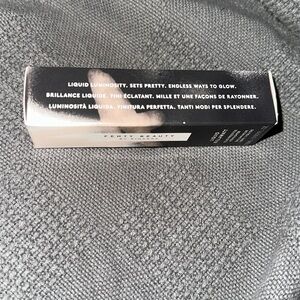 LIQUID LUMINOSITY. SETS PRETTY. ENDLESS WAYS TO GLOW.
BRILLANCE LIQUIDE. FINI ÉCLATANT. MILLE ET UNE FAÇONS DE RAYONNER.
LUMINOSITÀ LIQUIDA. FINITURA PERFETTA. TANTI MODI PER SPLENDERE.
FENTY BEAUTY